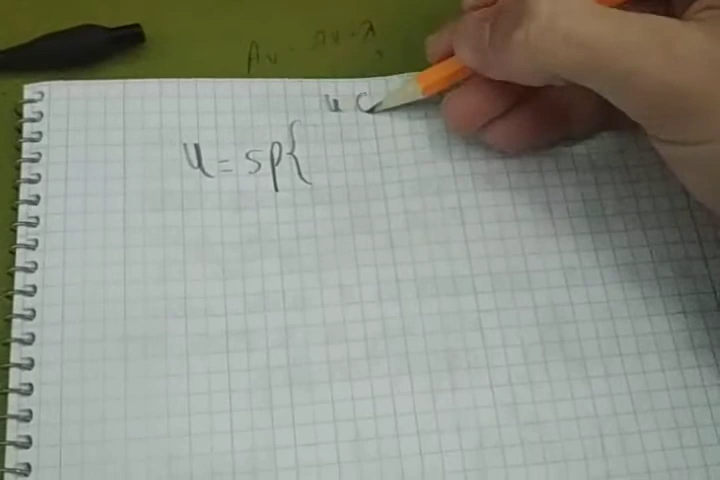 u c
u = sp{